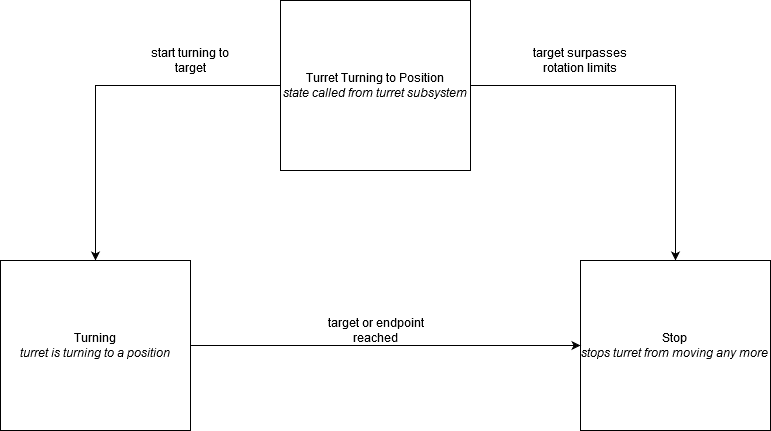 start turning to
target
target surpasses
rotation limits
Turret Turning to Position
state called from turret subsystem
Turning
turret is turning to a position
target or endpoint
reached
Stop
stops turret from moving any more